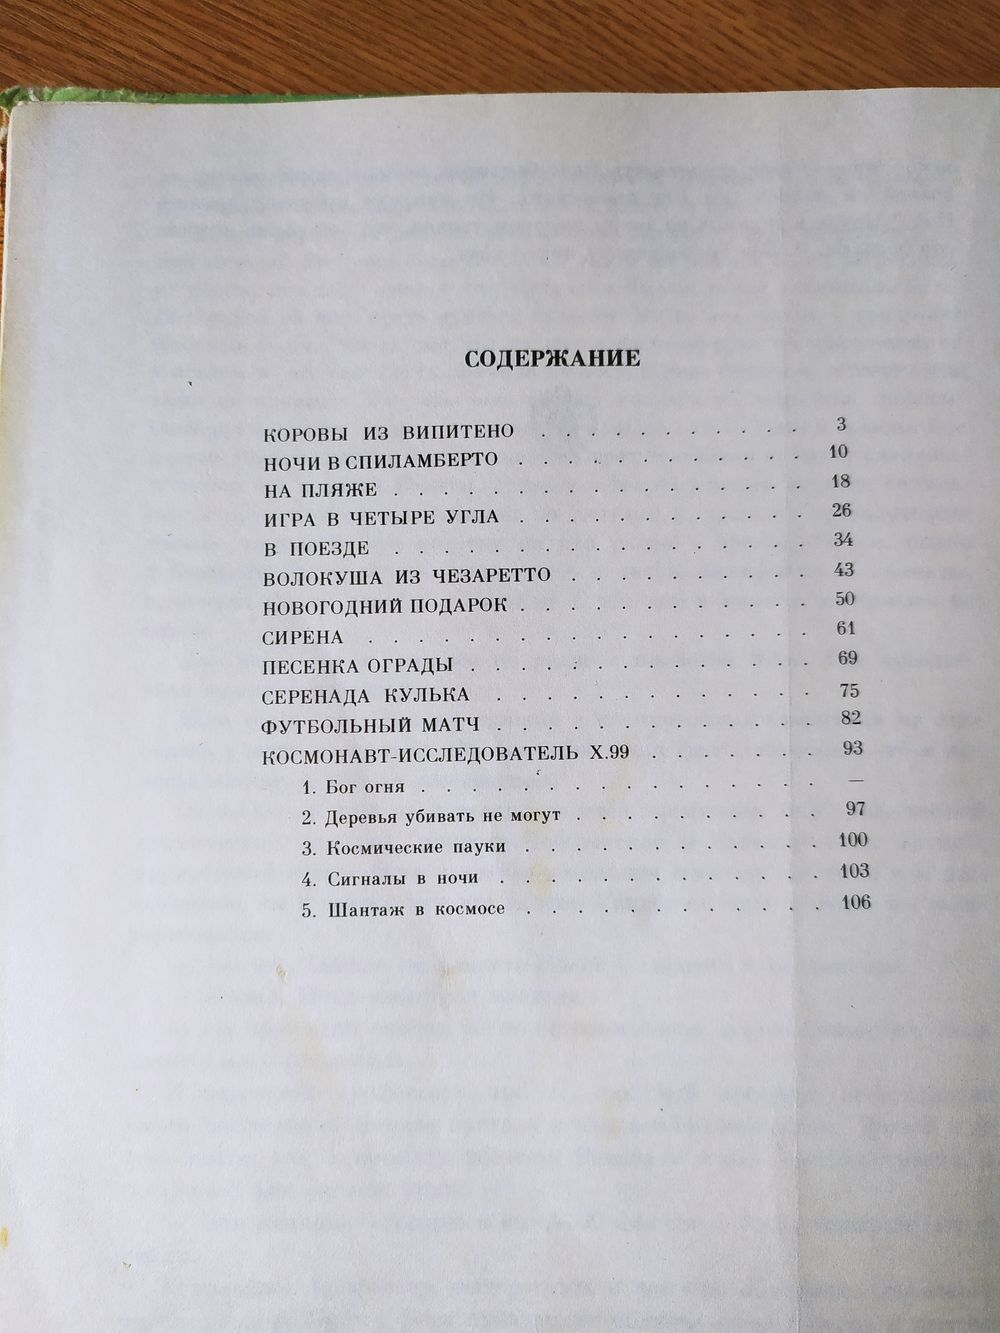 СОДЕРЖАНИЕ
КОРОВЫ ИЗ ВИПИТЕНО . . . . . . . . . . 3
НОЧИ В СПИЛАМБЕРТО . . . . . . . . . . 10
НА ПЛЯЖЕ . . . . . . . . . . . . . . . 18
ИГРА В ЧЕТЫРЕ УГЛА . . . . . . . . . . 26
В ПОЕЗДЕ . . . . . . . . . . . . . . . 34
ВОЛОКУША ИЗ ЧЕЗАРЕТТО . . . . . . . . . 43
НОВОГОДНИЙ ПОДАРОК . . . . . . . . . . 50
СИРЕНА . . . . . . . . . . . . . . . . 61
ПЕСЕНКА ОГРАДЫ . . . . . . . . . . . . 69
СЕРЕНАДА КУЛЬКА . . . . . . . . . . . . 75
ФУТБОЛЬНЫЙ МАТЧ . . . . . . . . . . . . 82
КОСМОНАВТ-ИССЛЕДОВАТЕЛЬ X.99 . . . . . . 93
1. Бог огня . . . . . . . . . . . . . . —
2. Деревья убивать не могут . . . . . . . 97
3. Космические пауки . . . . . . . . . . 100
4. Сигналы в ночи . . . . . . . . . . . 103
5. Шантаж в космосе . . . . . . . . . . 106